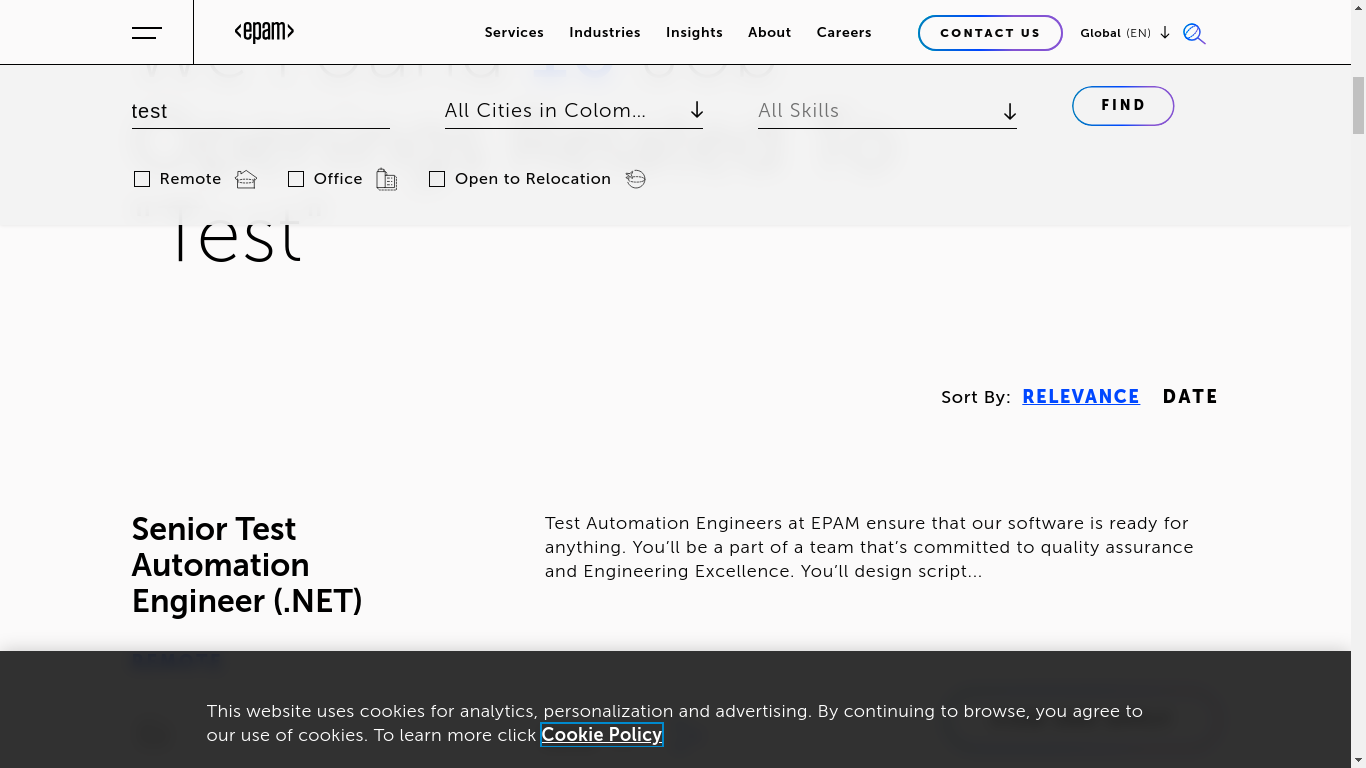 <epam>
Services Industries Insights About Careers
CONTACT US
Global (EN)
We Found Job
test
All Cities in Colom...
All Skills
FIND
Remote
Office
Open to Relocation
"Test"
Sort By: RELEVANCE DATE
Senior Test
Automation
Engineer (.NET)
Test Automation Engineers at EPAM ensure that our software is ready for
anything. You’ll be a part of a team that’s committed to quality assurance
and Engineering Excellence. You’ll design script...
REMOTE
This website uses cookies for analytics, personalization and advertising. By continuing to browse, you agree to
our use of cookies. To learn more click Cookie Policy